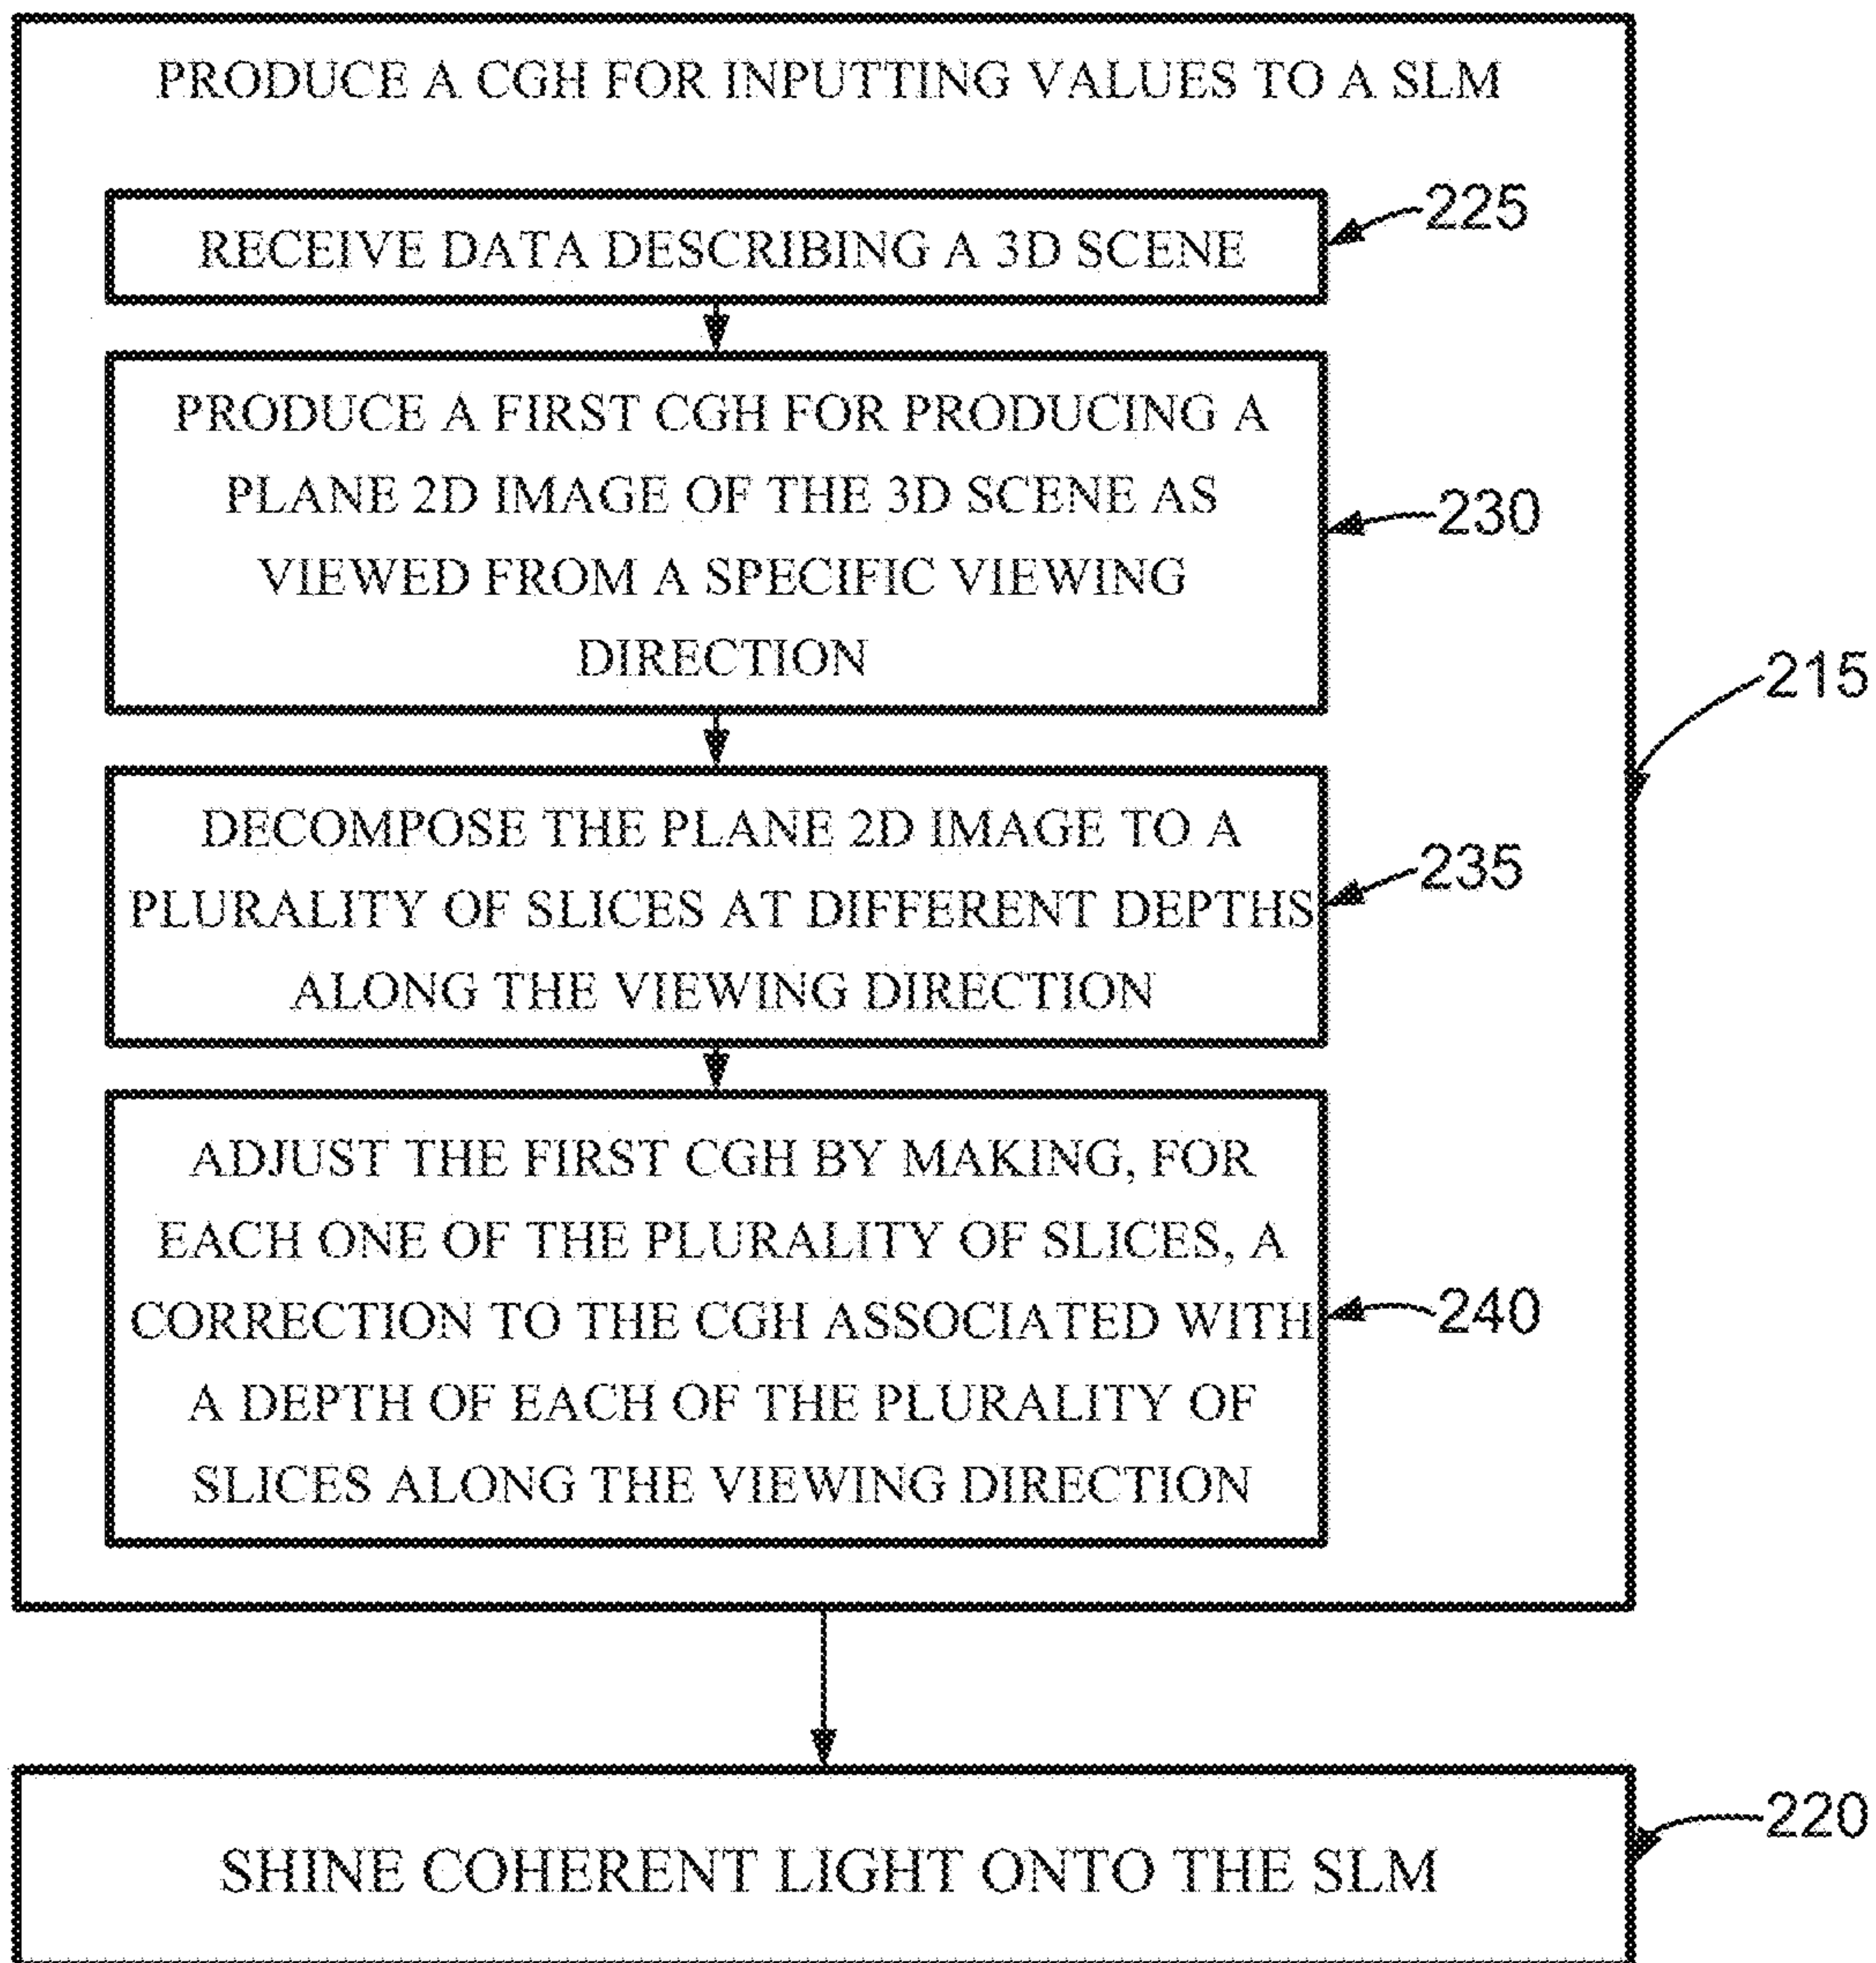 PRODUCE A CGH FOR INPUTTING VALUES TO A SLM
RECEIVE DATA DESCRIBING A 3D SCENE
225
PRODUCE A FIRST CGH FOR PRODUCING A
PLANE 2D IMAGE OF THE 3D SCENE AS
VIEWED FROM A SPECIFIC VIEWING
DIRECTION
230
215
DECOMPOSE THE PLANE 2D IMAGE TO A
PLURALITY OF SLICES AT DIFFERENT DEPTHS
ALONG THE VIEWING DIRECTION
235
ADJUST THE FIRST CGH BY MAKING, FOR
EACH ONE OF THE PLURALITY OF SLICES, A
CORRECTION TO THE CGH ASSOCIATED WITH
A DEPTH OF EACH OF THE PLURALITY OF
SLICES ALONG THE VIEWING DIRECTION
240
SHINE COHERENT LIGHT ONTO THE SLM
220